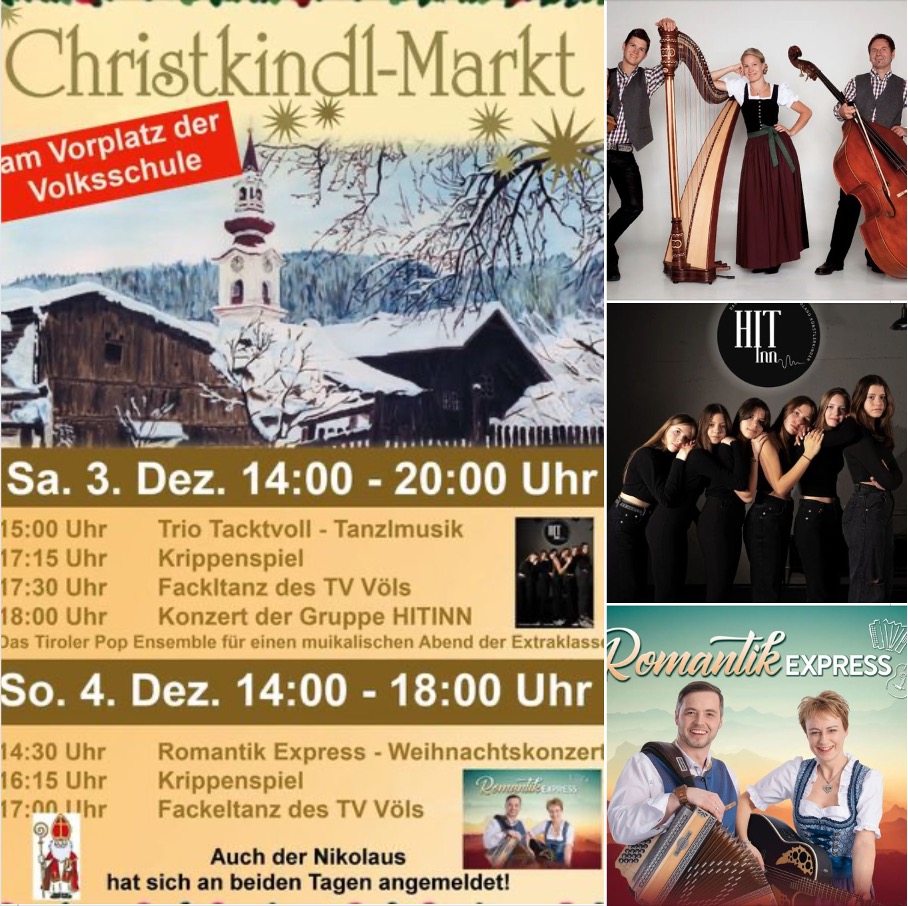 Christkindl-Markt
am Vorplatz der
Volksschule
Sa. 3. Dez. 14:00 - 20:00 Uhr
15:00 Uhr Trio Tacktvoll - Tanzlmusik
17:15 Uhr Krippenspiel
17:30 Uhr Fackltanz des TV Völs
18:00 Uhr Konzert der Gruppe HITINN
Das Tiroler Pop Ensemble für einen muikalischen Abend der Extraklasse
So. 4. Dez. 14:00 - 18:00 Uhr
14:30 Uhr Romantik Express - Weihnachtskonzert
16:15 Uhr Krippenspiel
17:00 Uhr Fackeltanz des TV Völs
Auch der Nikolaus
hat sich an beiden Tagen angemeldet!
HIT
Inn
Romantik EXPRESS
HIT
Inn
Romantik EXPRESS